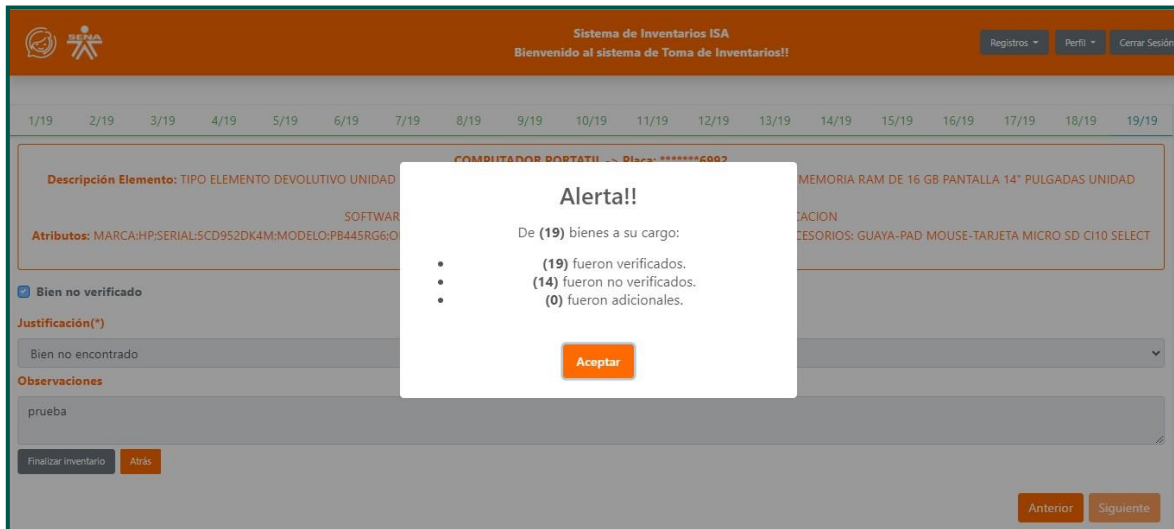 SENA
Sistema de Inventarios ISA
Bienvenido al sistema de Toma de Inventarios!!
Registros
Perfil
Cerrar Sesión
1/19 2/19 3/19 4/19 5/19 6/19 7/19 8/19 9/19 10/19 11/19 12/19 13/19 14/19 15/19 16/19 17/19 18/19 19/19
COMPUTADOR PORTATIL -> Placa: *******6992
Descripción Elemento: TIPO ELEMENTO DEVOLUTIVO UNIDAD MEMORIA RAM DE 16 GB PANTALLA 14" PULGADAS UNIDAD
SOFTWAR CACION
Atributos: MARCA:HP;SERIAL:5CD952DK4M;MODELO:PB445RG6;O CESORIOS: GUAYA-PAD MOUSE-TARJETA MICRO SD CI10 SELECT
Alerta!!
De (19) bienes a su cargo:
• (19) fueron verificados.
• (14) fueron no verificados.
• (0) fueron adicionales.
Aceptar
Bien no verificado
Justificación(*)
Bien no encontrado
Observaciones
prueba
Finalizar inventario
Atrás
Anterior
Siguiente